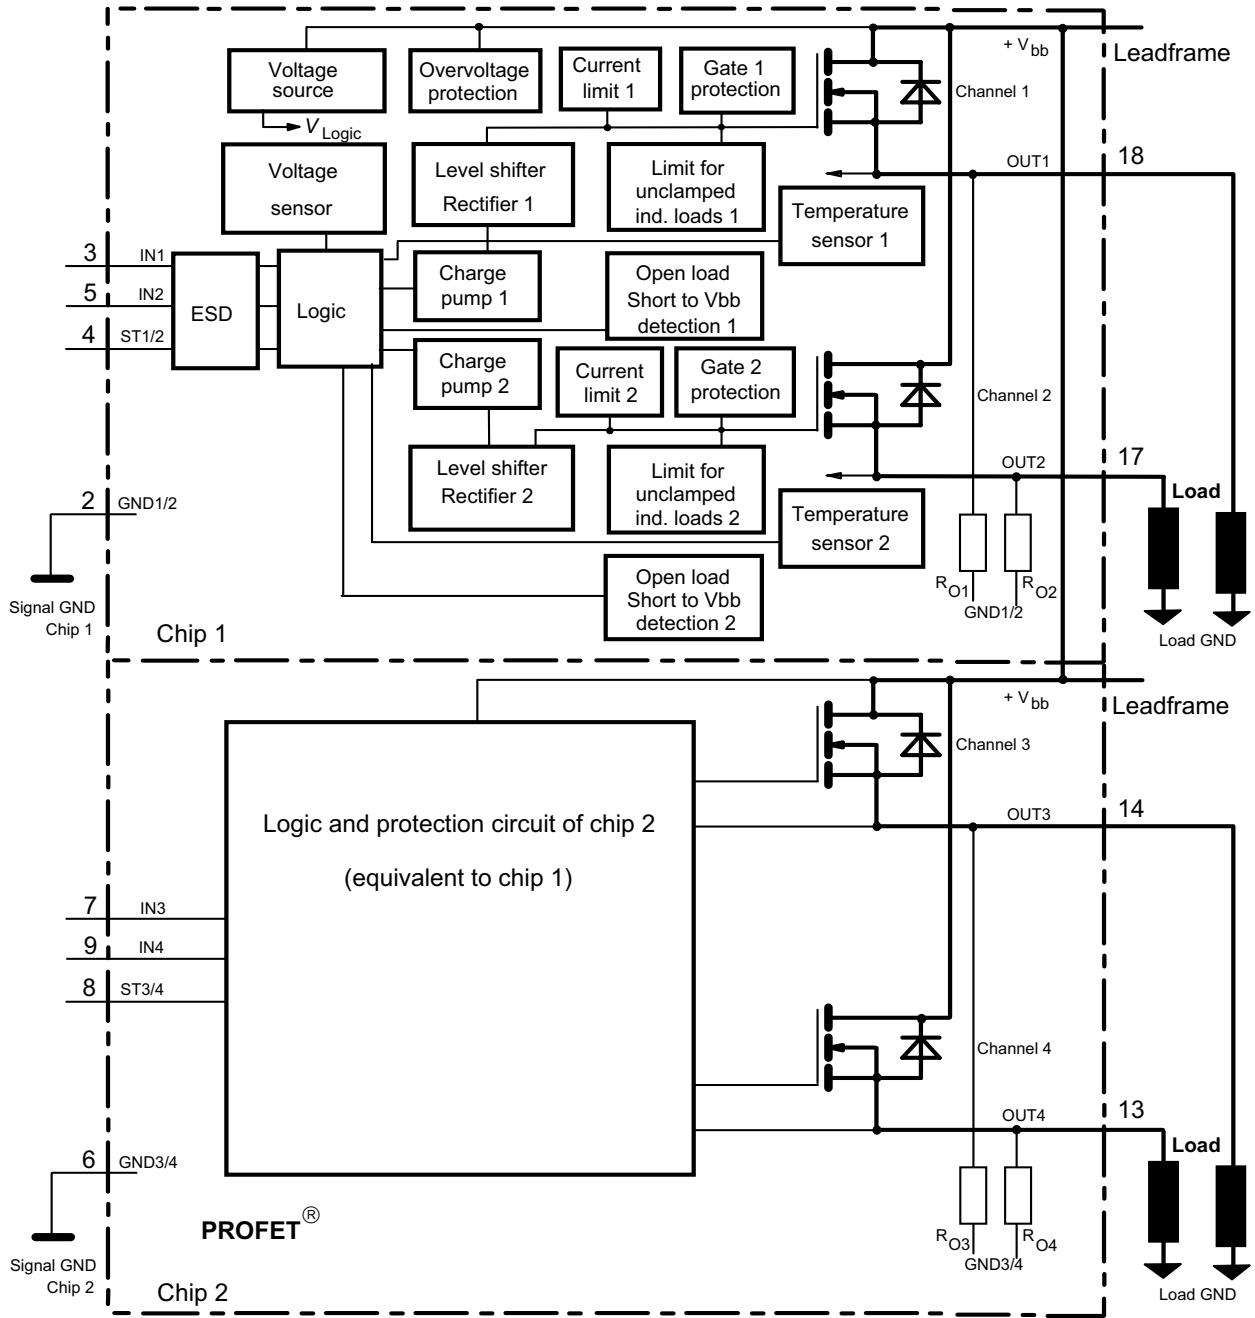 + Vbb
Leadframe
Voltage
source
Overvoltage
protection
Current
limit 1
Gate 1
protection
Channel 1
VLogic
Voltage
sensor
Level shifter
Rectifier 1
Limit for
unclamped
ind. loads 1
OUT1
18
Temperature
sensor 1
3
IN1
5
IN2
4
ST1/2
ESD
Logic
Charge
pump 1
Open load
Short to Vbb
detection 1
Charge
pump 2
Current
limit 2
Gate 2
protection
Channel 2
Level shifter
Rectifier 2
Limit for
unclamped
ind. loads 2
OUT2
17
Load
2
GND1/2
Temperature
sensor 2
Signal GND
Chip 1
Open load
Short to Vbb
detection 2
RO1
RO2
GND1/2
Load GND
Chip 1
+ Vbb
Leadframe
Channel 3
Logic and protection circuit of chip 2
(equivalent to chip 1)
OUT3
14
7
IN3
9
IN4
8
ST3/4
Channel 4
OUT4
13
Load
6
GND3/4
PROFET®
RO3
RO4
GND3/4
Signal GND
Chip 2
Chip 2
Load GND